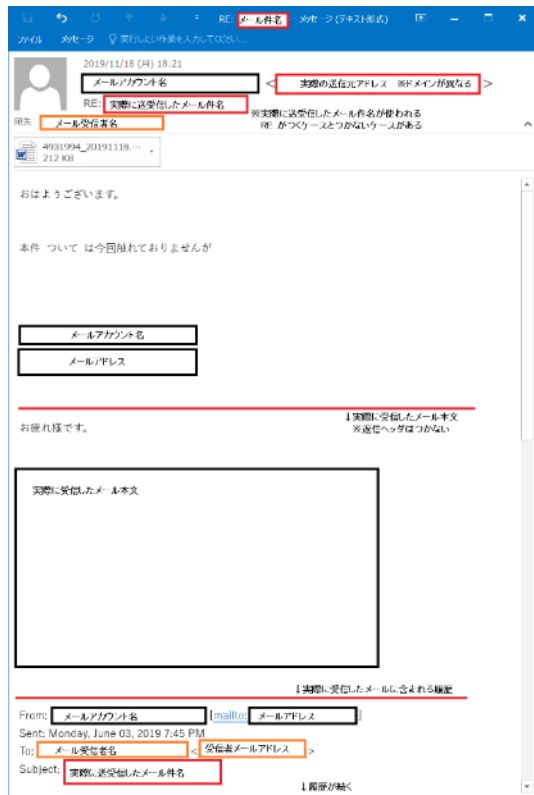 RE: メール件名 - メッセージ (テキスト形式)
ファイル メッセージ 実行したい作業を入力してください...
2019/11/18 (月) 18:21
メールアカウント名 < 実際の送信元アドレス ※ドメインが異なる >
RE: 実際に送受信したメール件名
※実際に送受信したメール件名が使われる
RE がつくケースとつかないケースがある
宛先 メール受信者名
4931994_20191118....
212 KB
おはようございます。
本件 ついて は今回触れておりませんが
メールアカウント名
メールアドレス
↓実際に受信したメール本文
※返信ヘッダはつかない
お疲れ様です。
実際に受信したメール本文
↓実際に受信したメールに含まれる履歴
From: メールアカウント名 [mailto: メールアドレス ]
Sent: Monday, June 03, 2019 7:45 PM
To: メール受信者名 < 受信者メールアドレス >
Subject: 実際に送受信したメール件名
↓履歴が続く